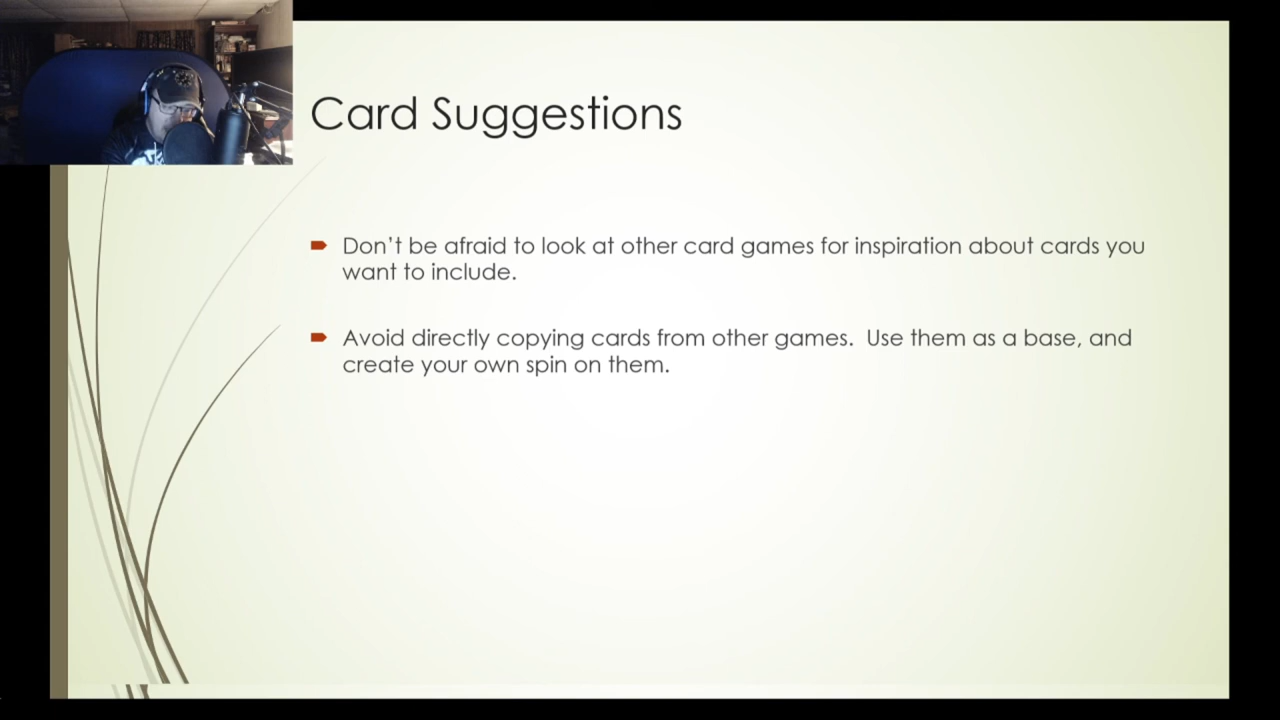 Card Suggestions
Don't be afraid to look at other card games for inspiration about cards you
want to include.
Avoid directly copying cards from other games.  Use them as a base, and
create your own spin on them.